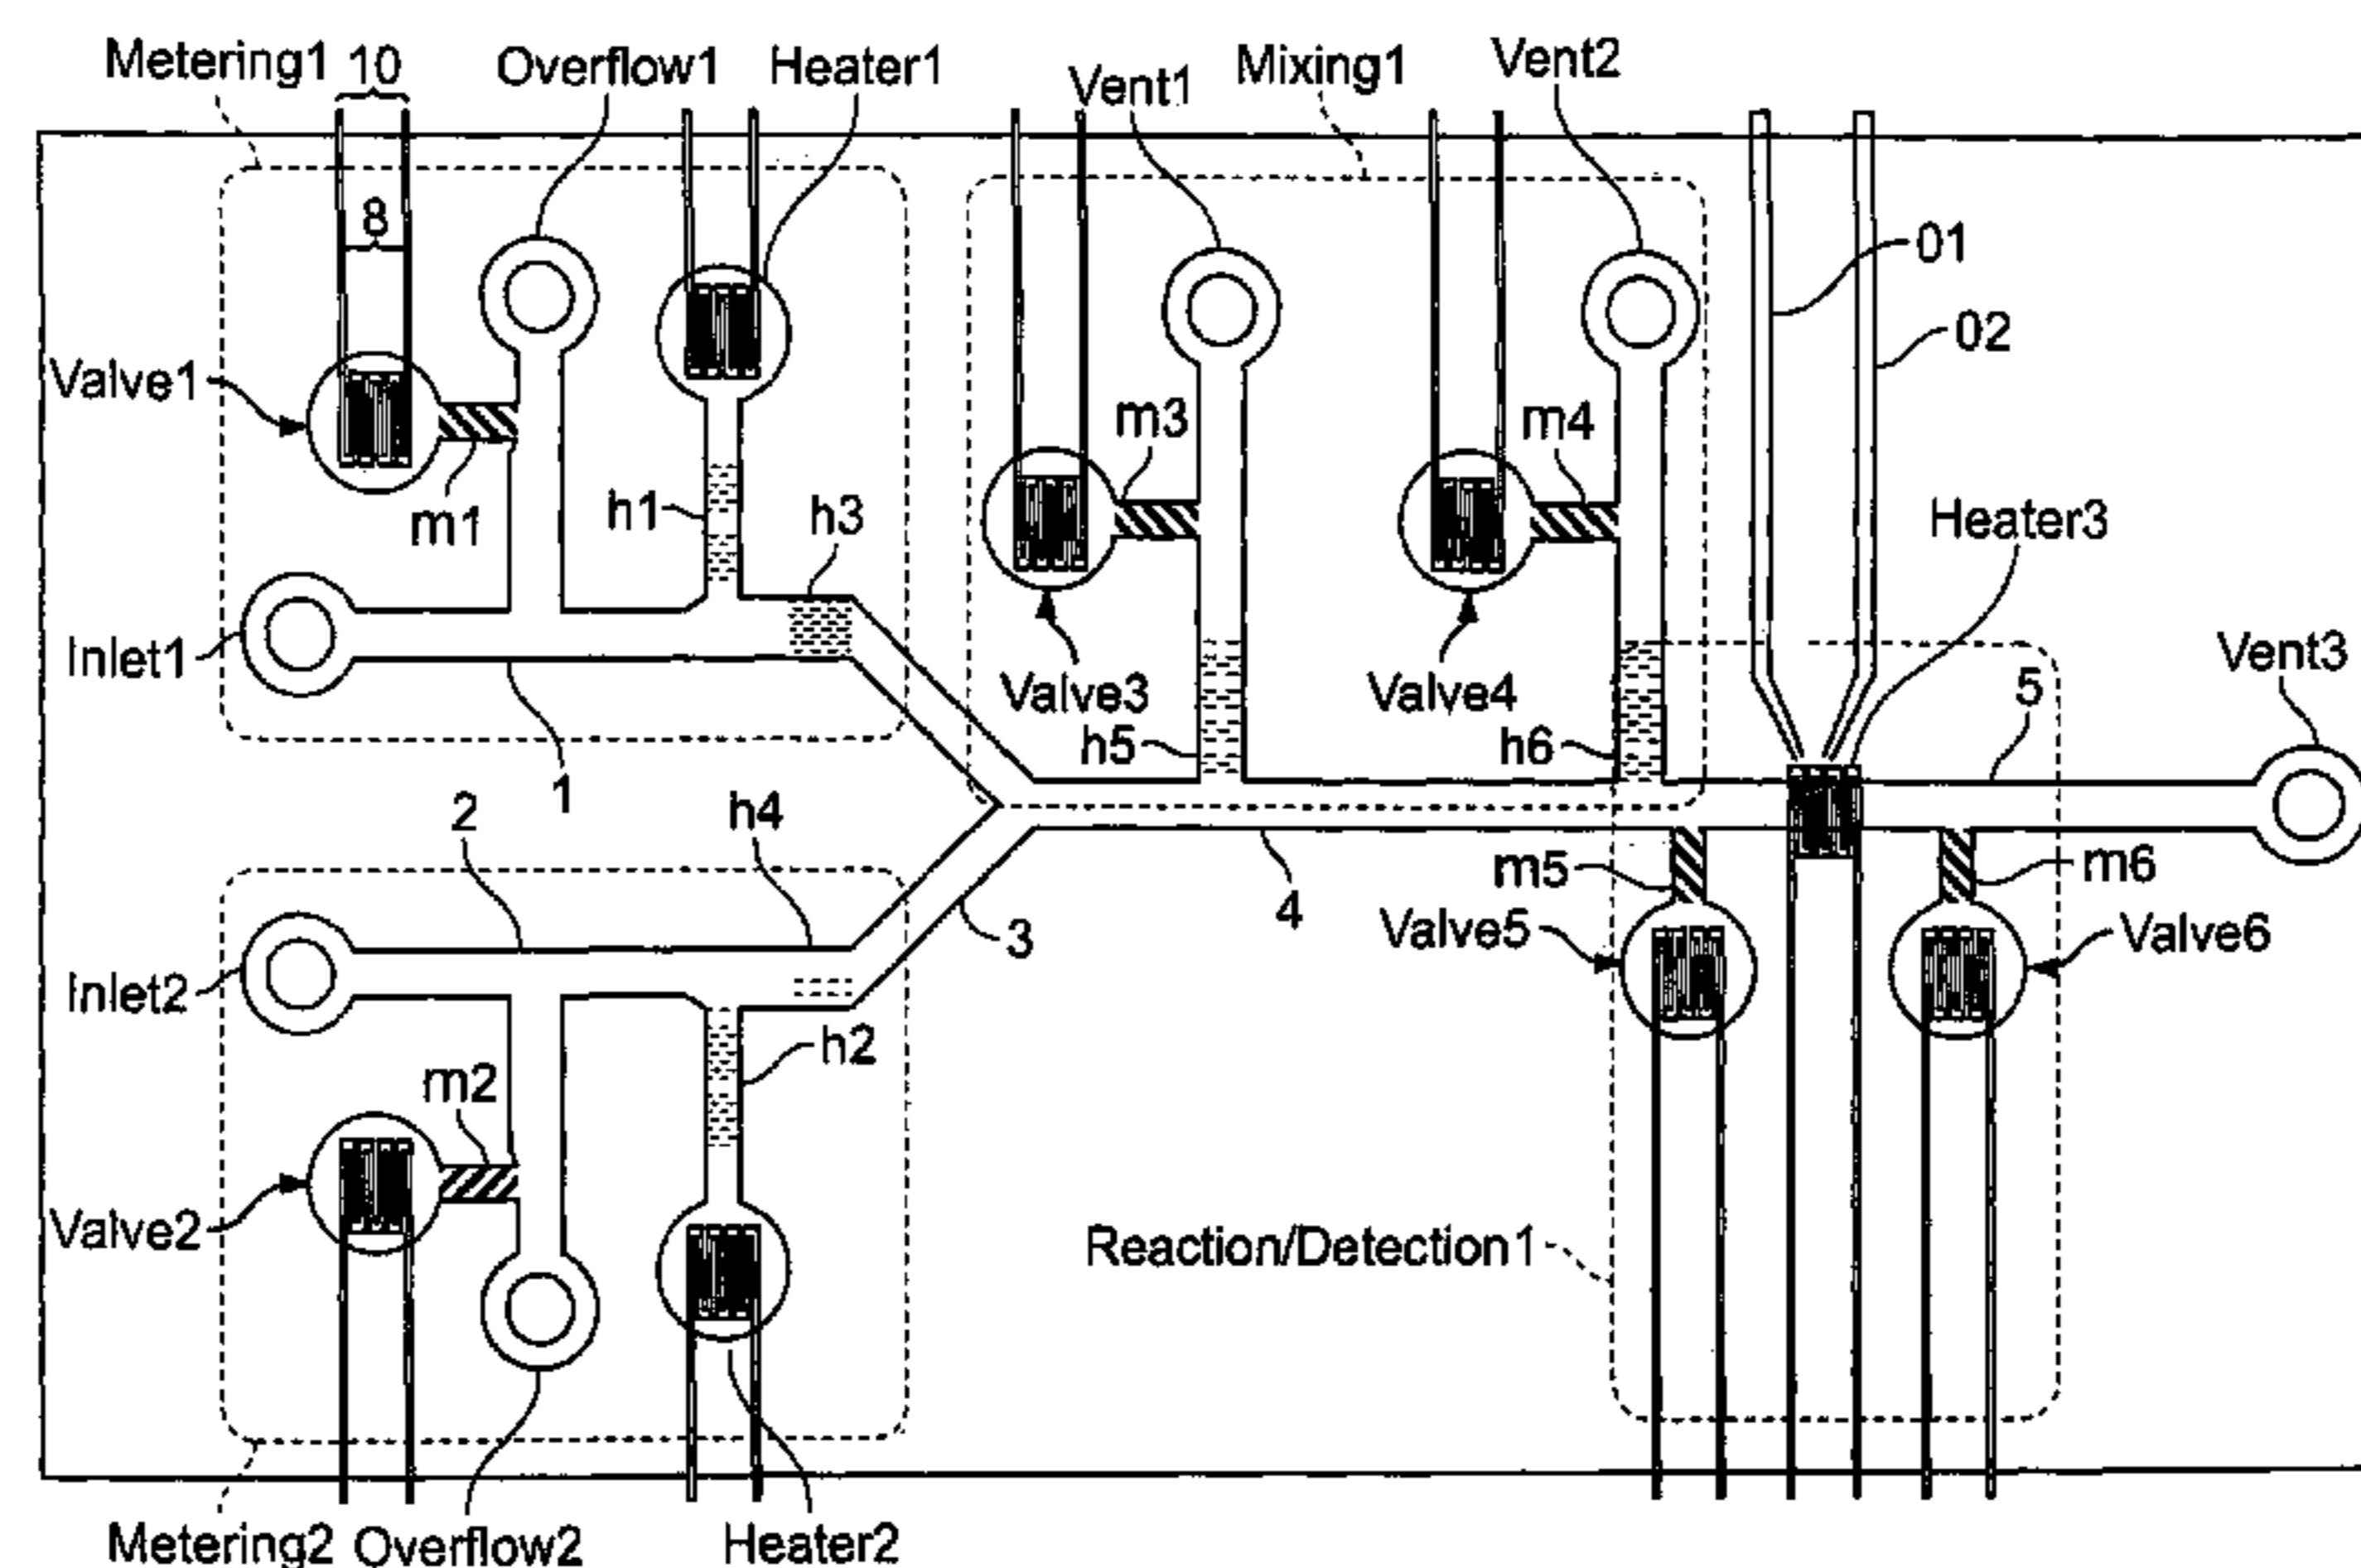 Metering1
10
Overflow1
Heater1
Vent1
Mixing1
Vent2
8
01
02
Valve1
m1
h1
h3
m3
m4
Heater3
Inlet1
1
Valve3
h5
Valve4
h6
5
Vent3
2
h4
3
4
m5
m6
Valve5
Valve6
Inlet2
h2
m2
Valve2
Reaction/Detection1
Metering2
Overflow2
Heater2